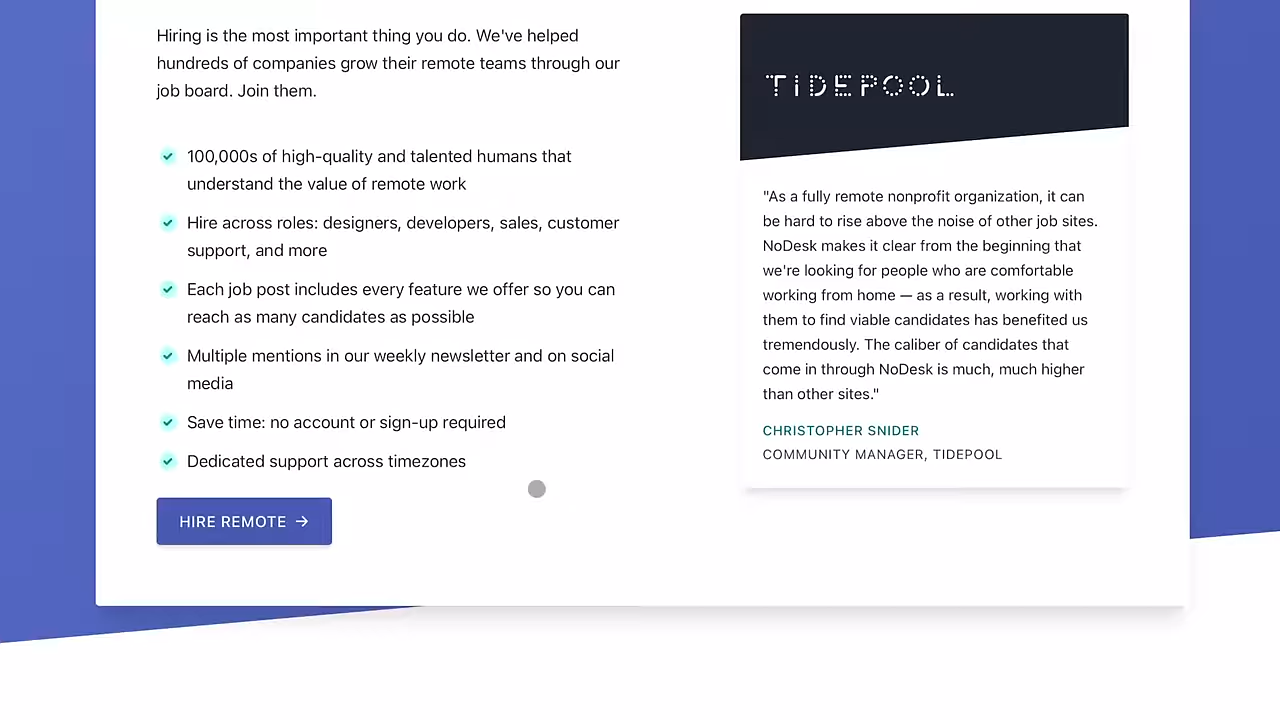 Hiring is the most important thing you do. We've helped
hundreds of companies grow their remote teams through our
job board. Join them.
100,000s of high-quality and talented humans that
understand the value of remote work
Hire across roles: designers, developers, sales, customer
support, and more
Each job post includes every feature we offer so you can
reach as many candidates as possible
Multiple mentions in our weekly newsletter and on social
media
Save time: no account or sign-up required
Dedicated support across timezones
HIRE REMOTE →
TIDEPOOL
"As a fully remote nonprofit organization, it can
be hard to rise above the noise of other job sites.
NoDesk makes it clear from the beginning that
we're looking for people who are comfortable
working from home — as a result, working with
them to find viable candidates has benefited us
tremendously. The caliber of candidates that
come in through NoDesk is much, much higher
than other sites."
CHRISTOPHER SNIDER
COMMUNITY MANAGER, TIDEPOOL